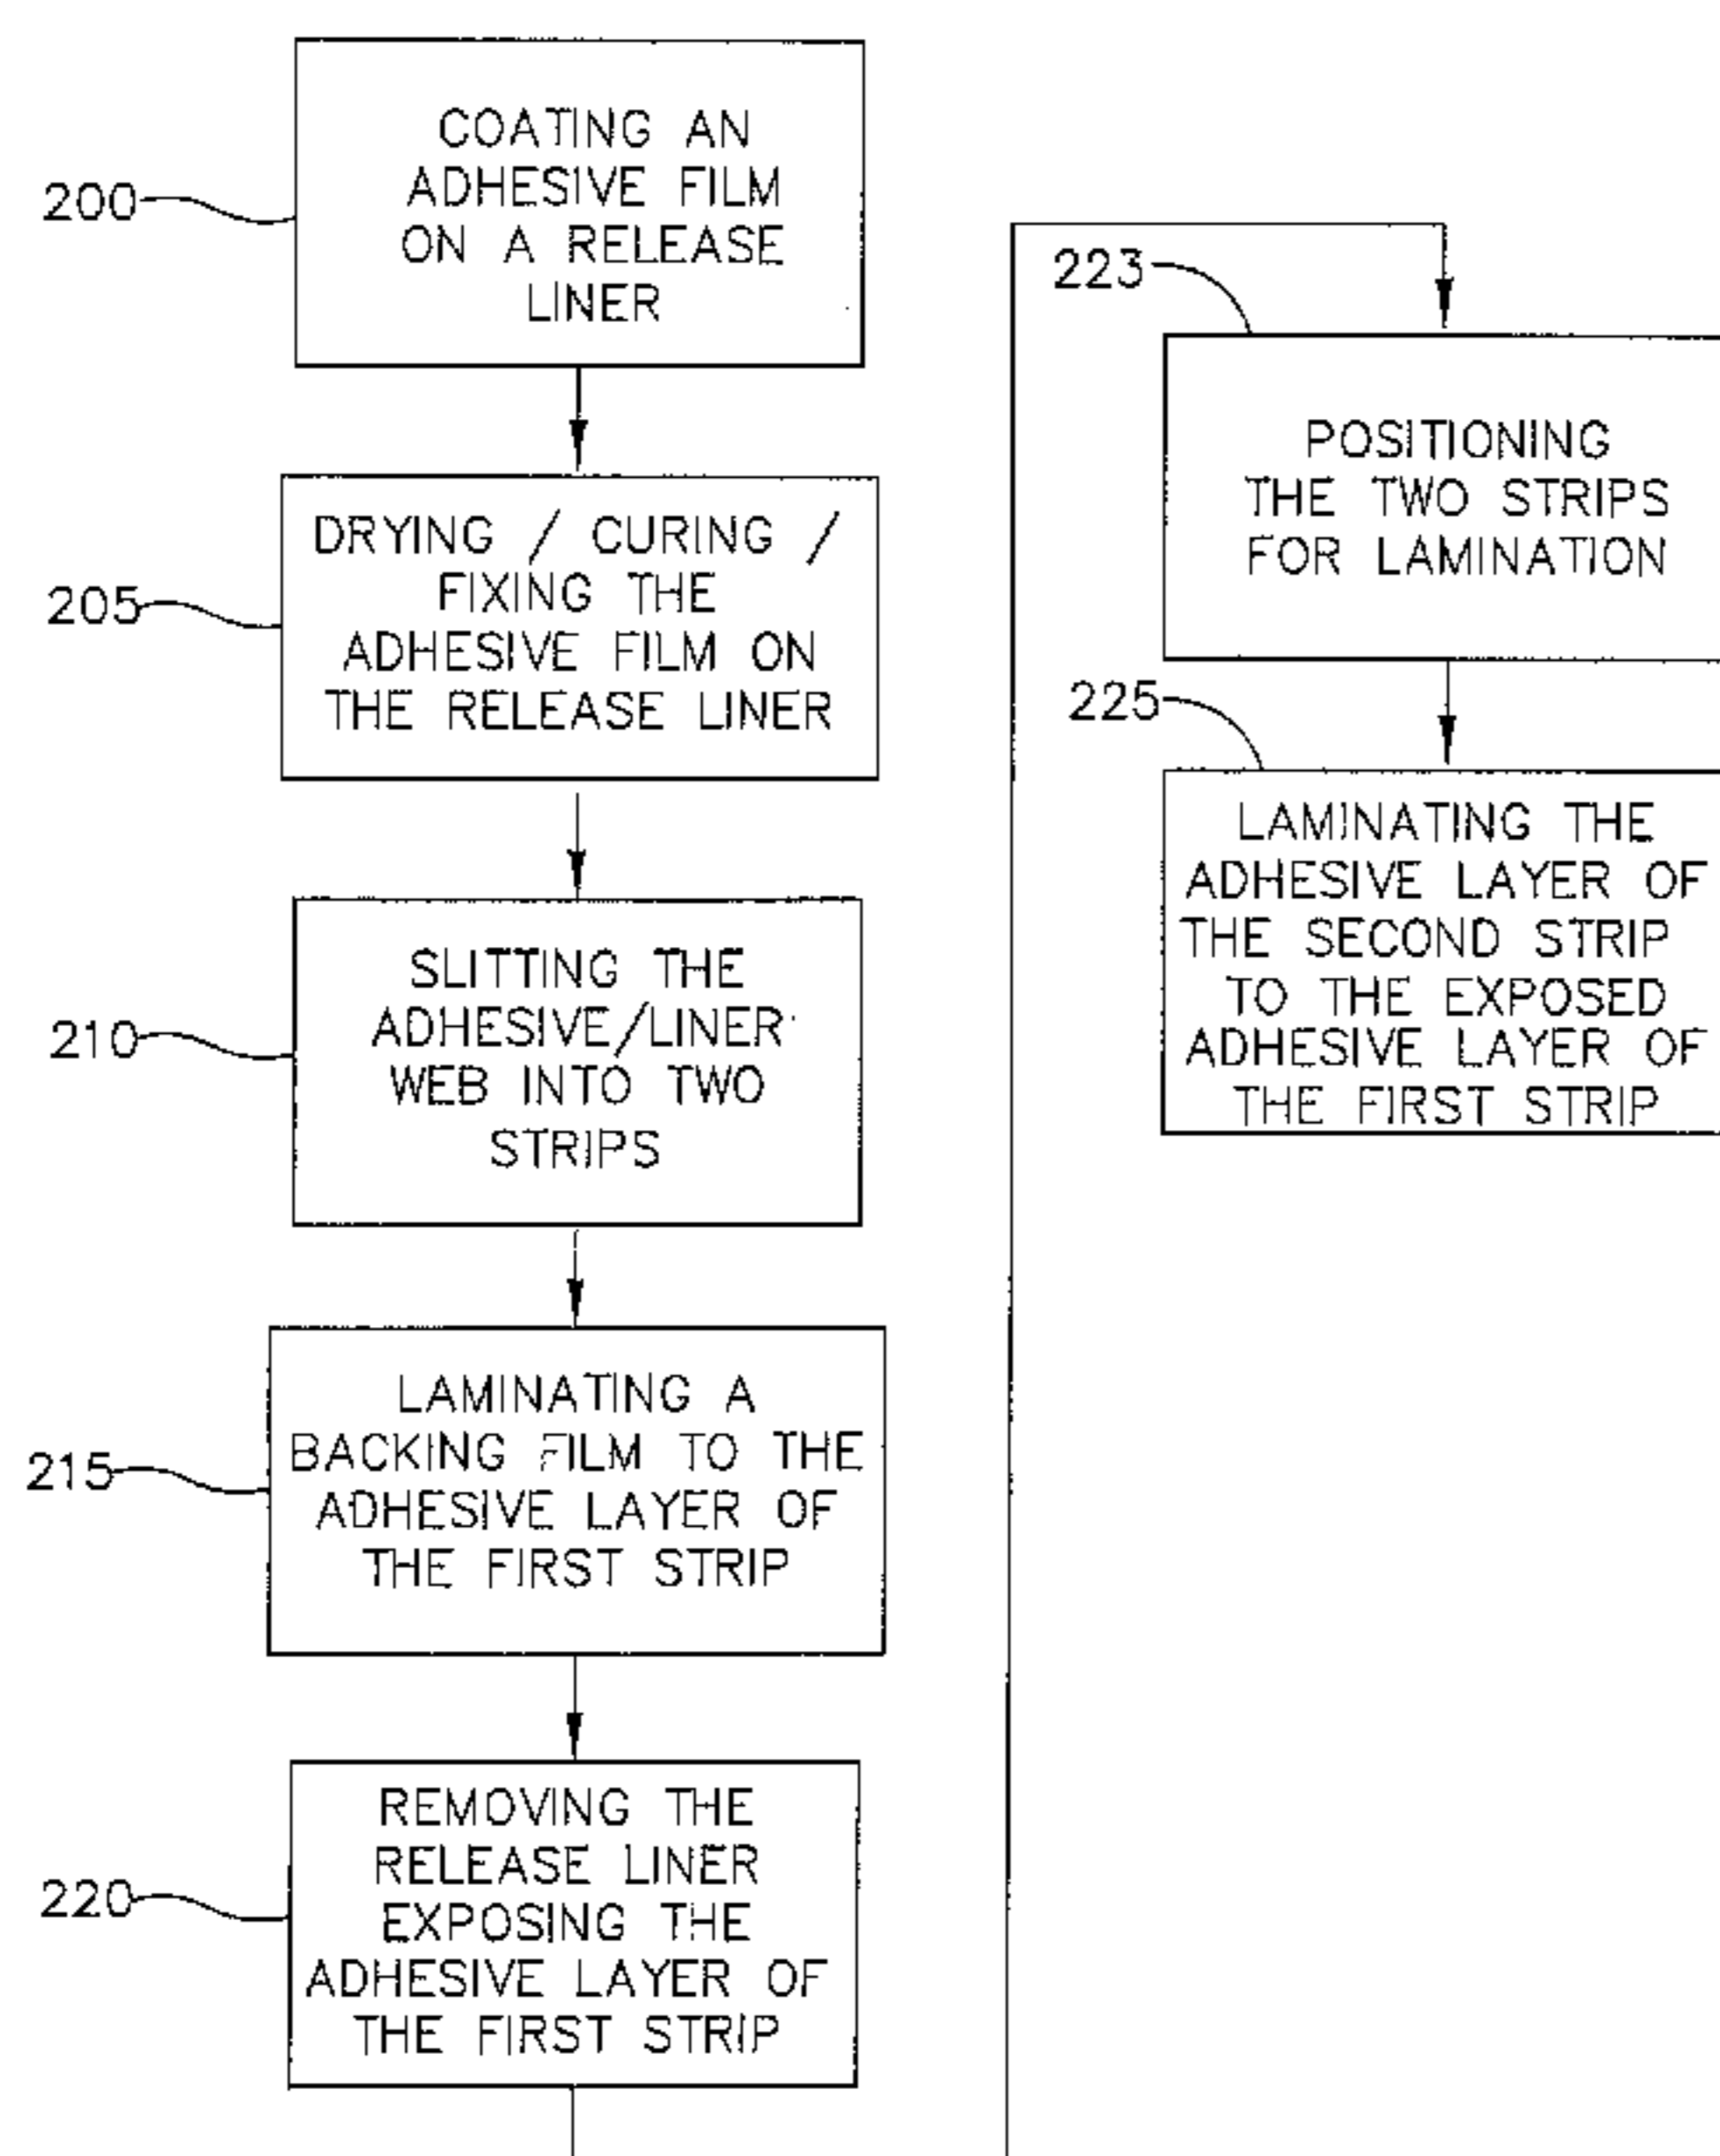 200
COATING AN
ADHESIVE FILM
ON A RELEASE
LINER
205
DRYING / CURING /
FIXING THE
ADHESIVE FILM ON
THE RELEASE LINER
210
SLITTING THE
ADHESIVE/LINER
WEB INTO TWO
STRIPS
215
LAMINATING A
BACKING FILM TO THE
ADHESIVE LAYER OF
THE FIRST STRIP
220
REMOVING THE
RELEASE LINER
EXPOSING THE
ADHESIVE LAYER OF
THE FIRST STRIP
223
POSITIONING
THE TWO STRIPS
FOR LAMINATION
225
LAMINATING THE
ADHESIVE LAYER OF
THE SECOND STRIP
TO THE EXPOSED
ADHESIVE LAYER OF
THE FIRST STRIP